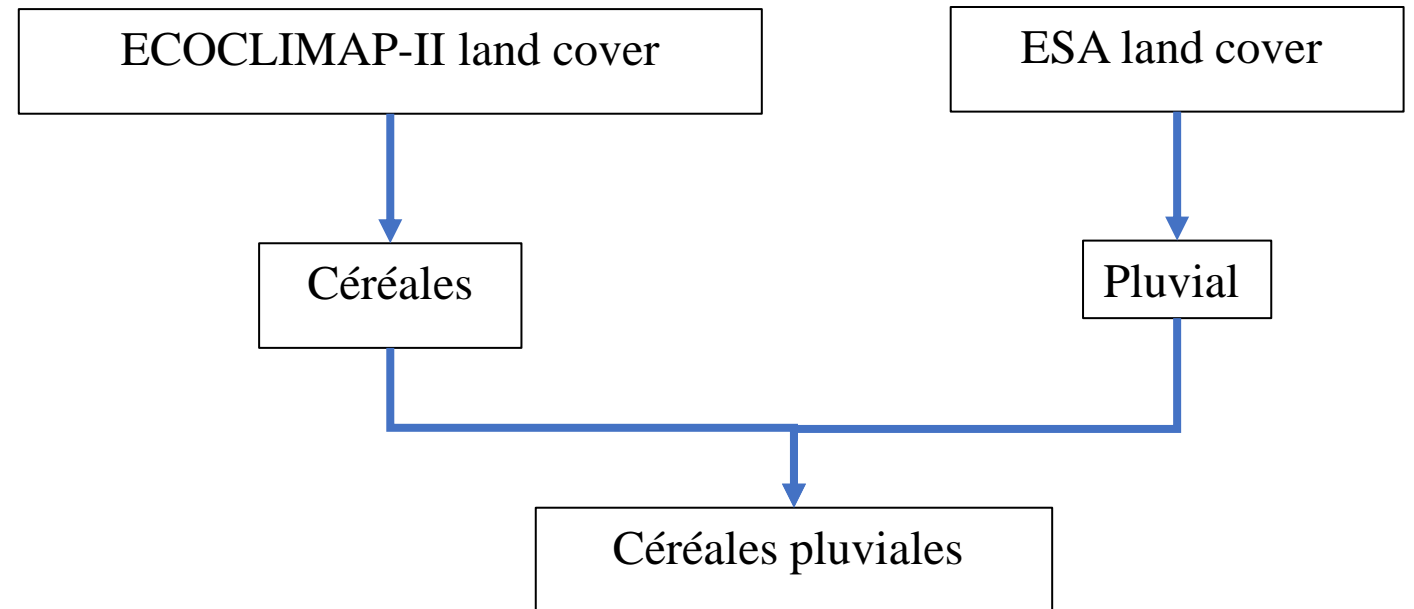 ECOCLIMAP-II land cover
ESA land cover
Céréales
Pluvial
Céréales pluviales